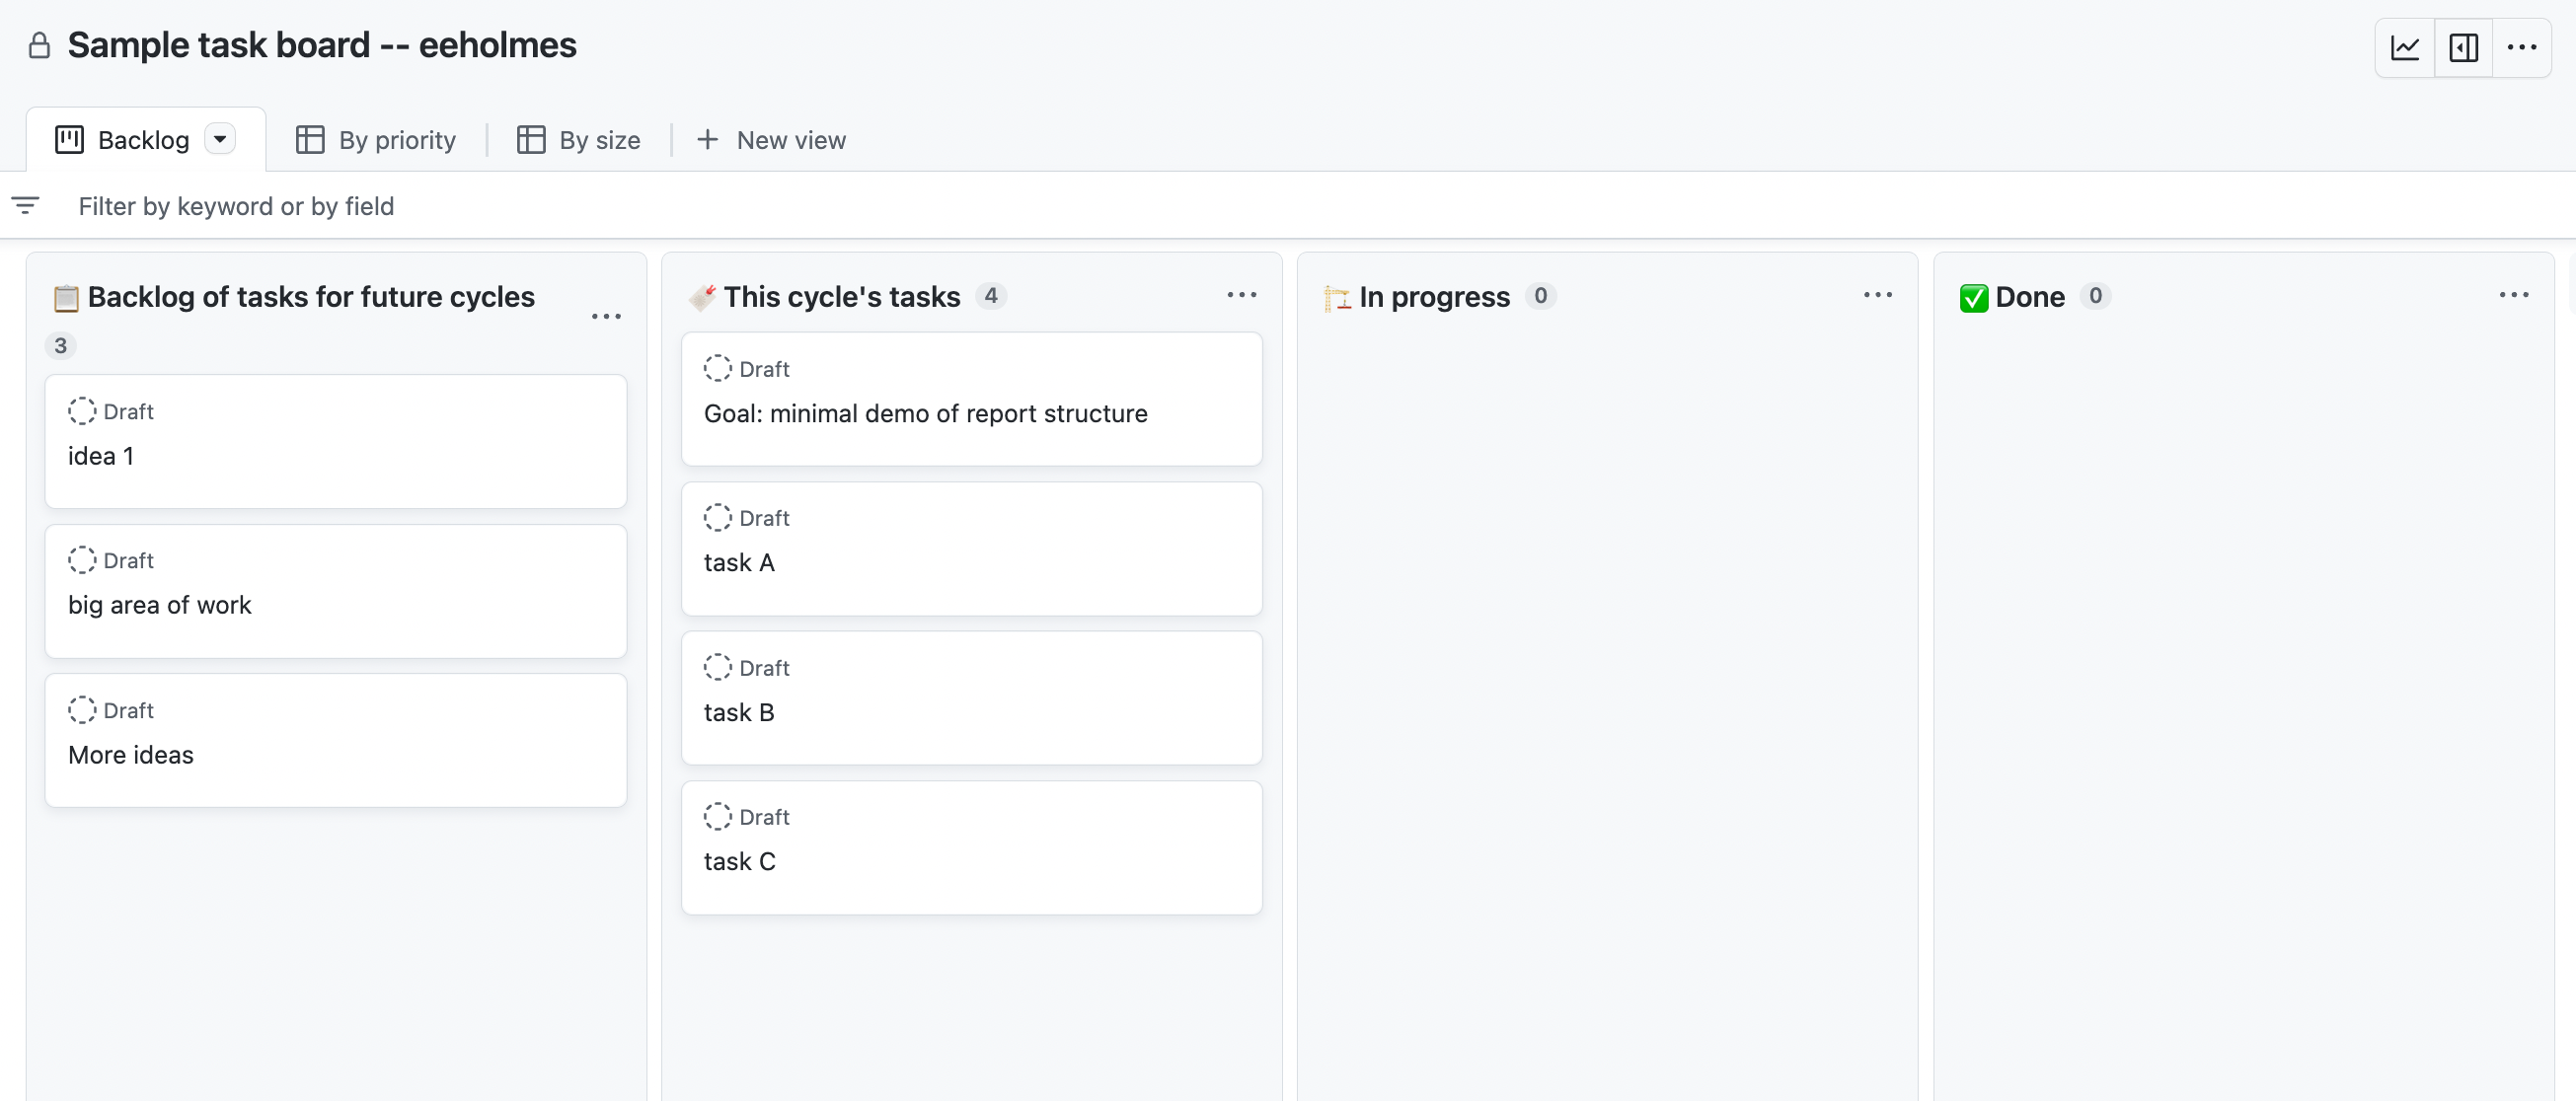 Sample task board -- eeholmes
Backlog
By priority
By size
New view
Filter by keyword or by field
Backlog of tasks for future cycles
3
Draft
idea 1
Draft
big area of work
Draft
More ideas
This cycle's tasks 4
Draft
Goal: minimal demo of report structure
Draft
task A
Draft
task B
Draft
task C
In progress 0
Done 0